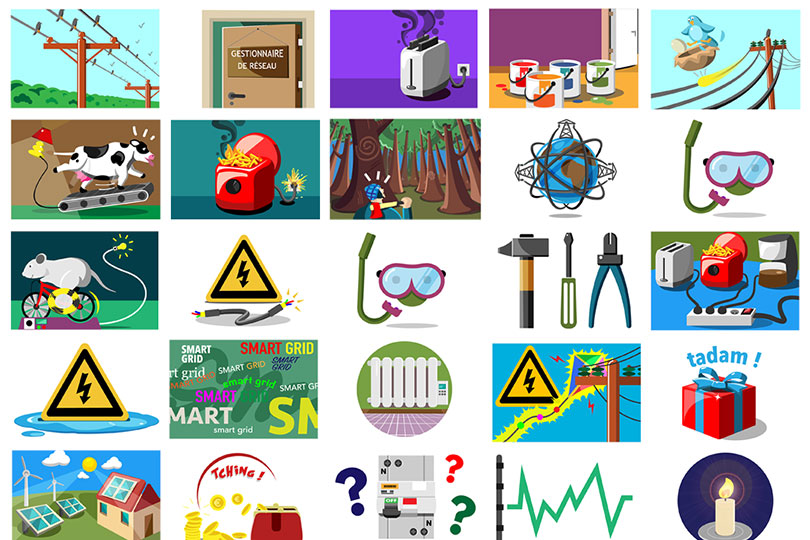 GESTIONNAIRE
DE RÉSEAU
SMART
GRID
SMART GRID
SMART
GRID
smart grid
SMART
smart grid
SMART
SMART GRID
SMART
SM
smart grid
tadam !
TCHING !
?
?
?
N
OFF
N